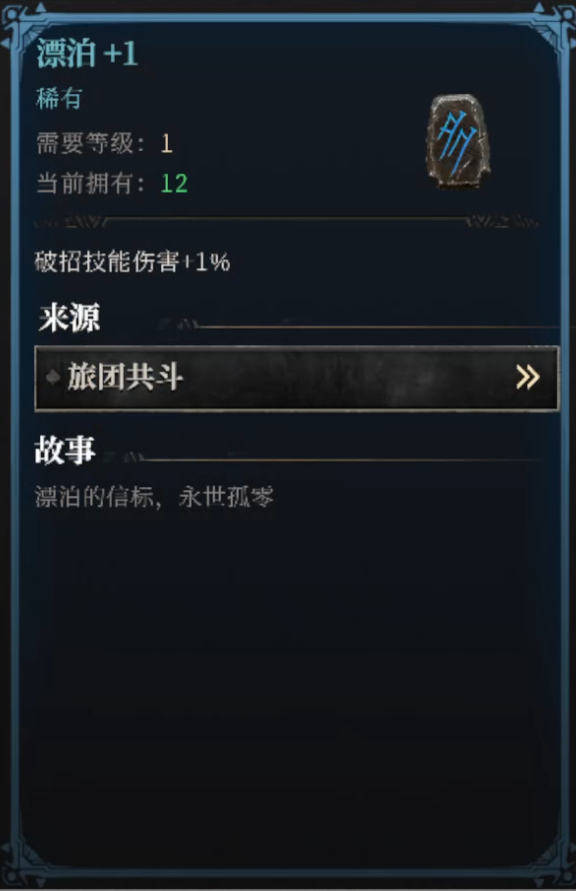 漂泊 +1
稀有
需要等级： 1
当前拥有： 12
破招技能伤害+1%
来源
旅团共斗
故事
漂泊的信标，永世孤零